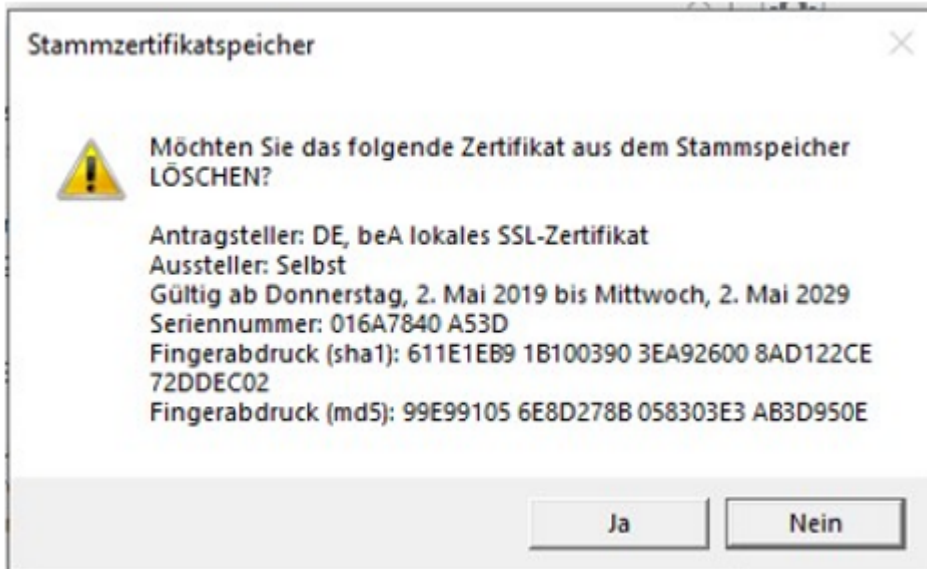 Stammzertifikatspeicher
Möchten Sie das folgende Zertifikat aus dem Stammspeicher
LÖSCHEN?
Antragsteller: DE, beA lokales SSL-Zertifikat
Aussteller: Selbst
Gültig ab Donnerstag, 2. Mai 2019 bis Mittwoch, 2. Mai 2029
Seriennummer: 016A7840 A53D
Fingerabdruck (sha1): 611E1EB9 1B100390 3EA92600 8AD122CE
72DDEC02
Fingerabdruck (md5): 99E99105 6E8D278B 058303E3 AB3D950E
Ja
Nein